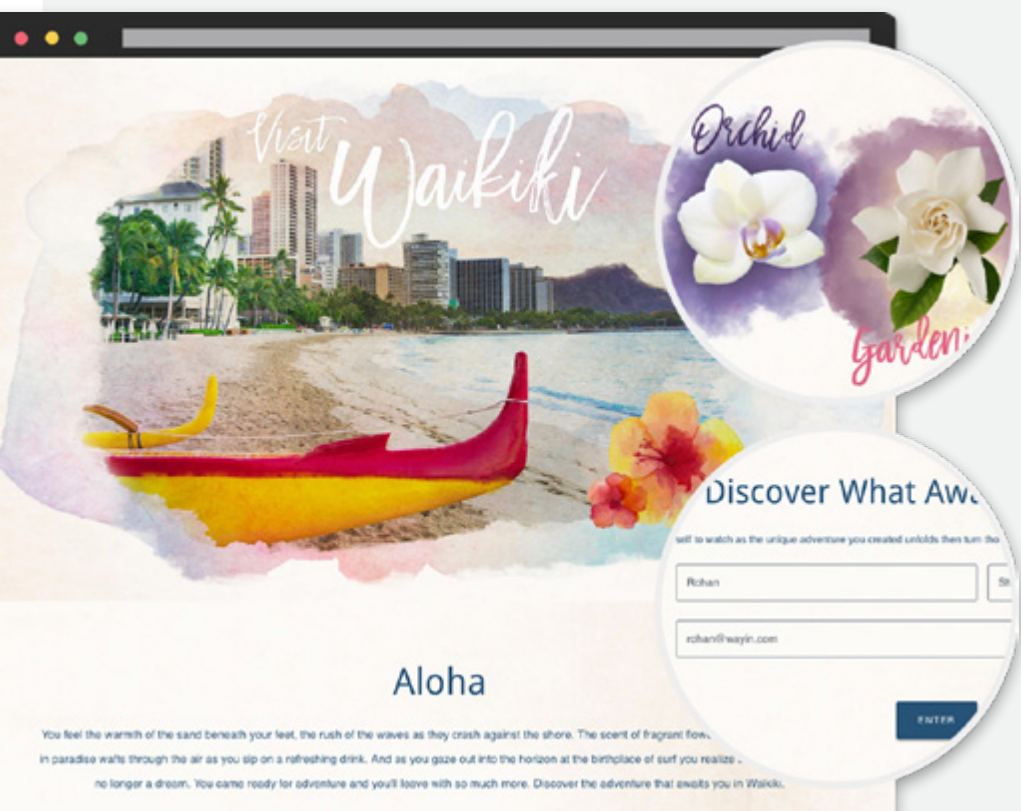 Visit
Waikiki
Orchid
Garden
Discover What Aw
self to watch as the unique adventure you created unfolds then turn tho
Rohan
rohan@wayin.com
ENTER
Aloha
You feel the warmth of the sand beneath your feet, the rush of the waves as they crash against the shore. The scent of fragrant
in paradise wafts through the air as you sip on a refreshing drink. And as you gaze out into the horizon at the birthplace of surf you realize
no longer a dream. You came ready for adventure and you'll leave with so much more. Discover the adventure that awaits you in Waikiki.